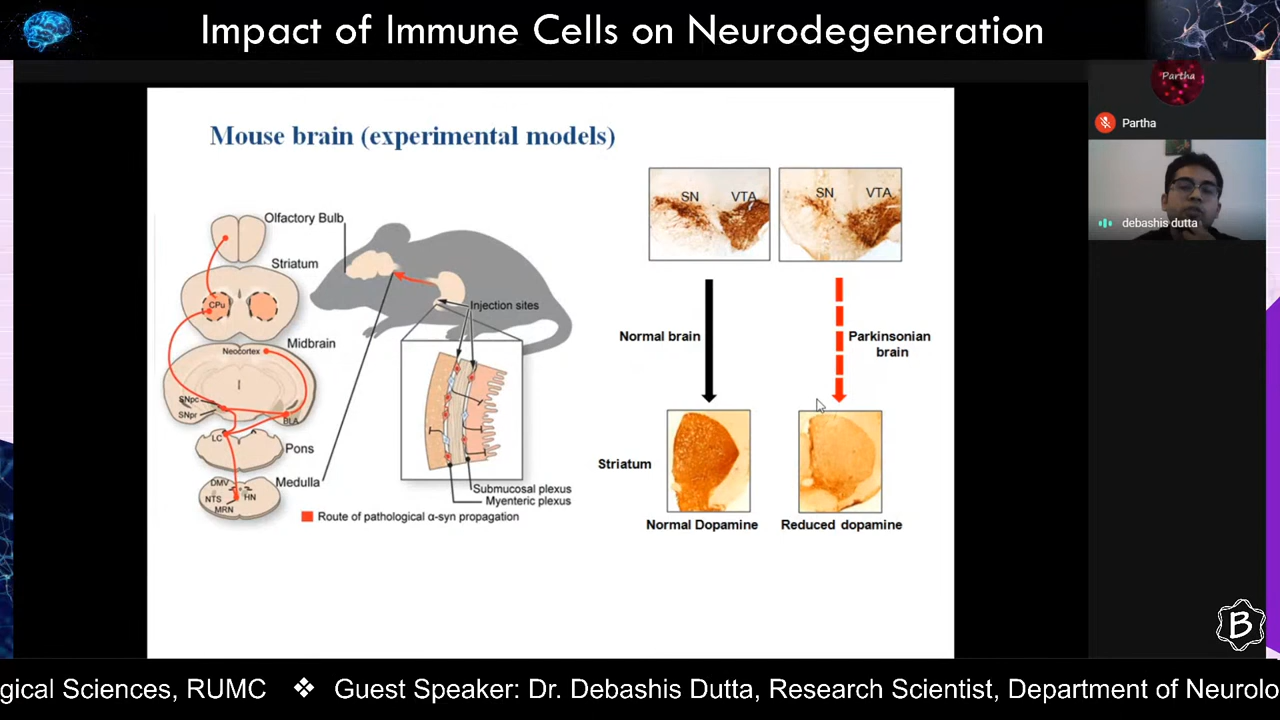 Impact of Immune Cells on Neurodegeneration
Partha
Partha
debashis dutta
Mouse brain (experimental models)
Olfactory Bulb
Striatum
CPu
Midbrain
Neocortex
SNpc
SNpr
BLA
LC
Pons
Medulla
DMV
NTS
HN
MRN
Injection sites
Submucosal plexus
Myenteric plexus
Route of pathological α-syn propagation
SN VTA
SN VTA
Normal brain
Parkinsonian
brain
Striatum
Normal Dopamine
Reduced dopamine
B
gical Sciences, RUMC ❖ Guest Speaker: Dr. Debashis Dutta, Research Scientist, Department of Neurolo